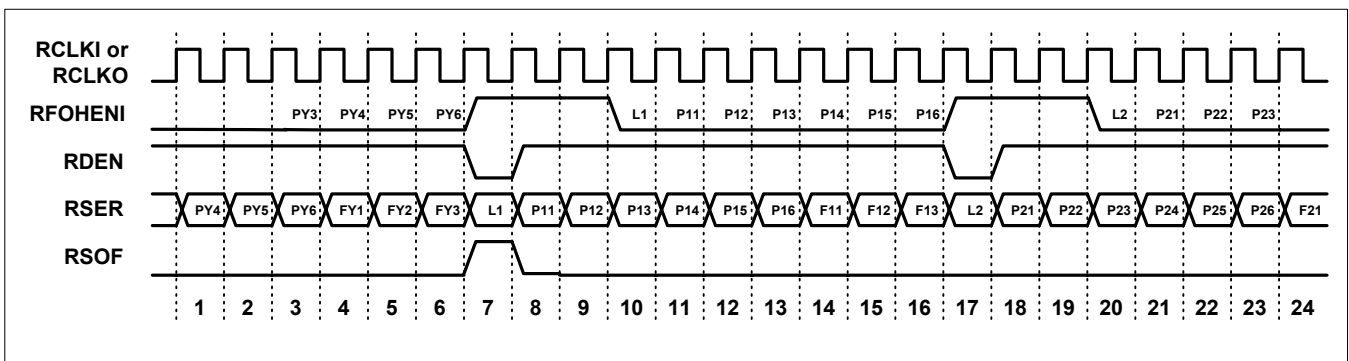 RCLKI or
RCLKO
RFOHENI PY3 PY4 PY5 PY6 L1 P11 P12 P13 P14 P15 P16 L2 P21 P22 P23
RDEN
RSER PY4 PY5 PY6 FY1 FY2 FY3 L1 P11 P12 P13 P14 P15 P16 F11 F12 F13 L2 P21 P22 P23 P24 P25 P26 F21
RSOF
1 2 3 4 5 6 7 8 9 10 11 12 13 14 15 16 17 18 19 20 21 22 23 24